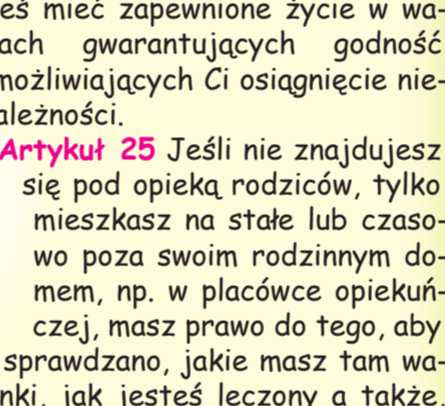 eś mieć zapewnione życie w wa-
ach gwarantujących godność
możliwiających Ci osiągnięcie nie-
ależności.
Artykuł 25 Jeśli nie znajdujesz
się pod opieką rodziców, tylko
mieszkasz na stałe lub czaso-
wo poza swoim rodzinnym do-
mem, np. w placówce opiekuń-
czej, masz prawo do tego, aby
sprawdzano, jakie masz tam wa-
nki, jak jesteś leczony a także,